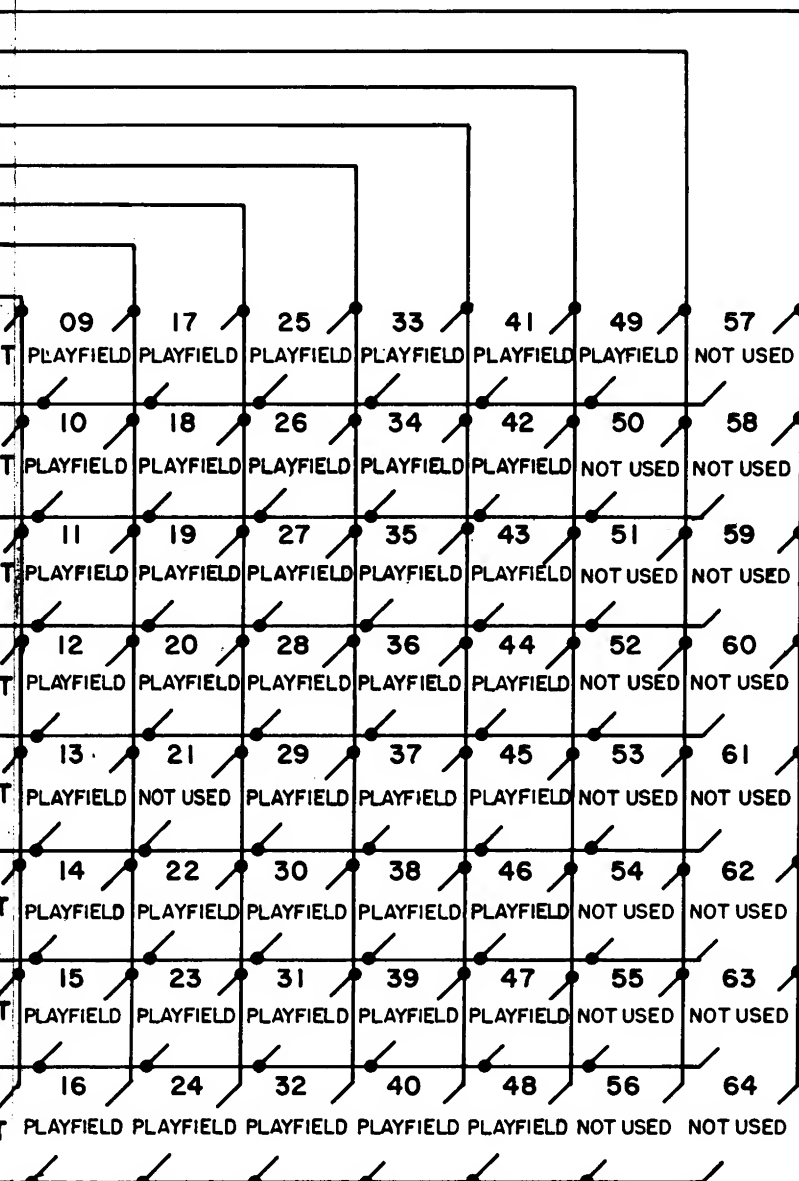 09 17 25 33 41 49 57
T PLAYFIELD PLAYFIELD PLAYFIELD PLAYFIELD PLAYFIELD PLAYFIELD NOT USED
10 18 26 34 42 50 58
T PLAYFIELD PLAYFIELD PLAYFIELD PLAYFIELD PLAYFIELD NOT USED NOT USED
11 19 27 35 43 51 59
T PLAYFIELD PLAYFIELD PLAYFIELD PLAYFIELD PLAYFIELD NOT USED NOT USED
12 20 28 36 44 52 60
T PLAYFIELD PLAYFIELD PLAYFIELD PLAYFIELD PLAYFIELD NOT USED NOT USED
13 21 29 37 45 53 61
T PLAYFIELD NOT USED PLAYFIELD PLAYFIELD PLAYFIELD NOT USED NOT USED
14 22 30 38 46 54 62
T PLAYFIELD PLAYFIELD PLAYFIELD PLAYFIELD PLAYFIELD NOT USED NOT USED
15 23 31 39 47 55 63
T PLAYFIELD PLAYFIELD PLAYFIELD PLAYFIELD PLAYFIELD NOT USED NOT USED
16 24 32 40 48 56 64
T PLAYFIELD PLAYFIELD PLAYFIELD PLAYFIELD PLAYFIELD NOT USED NOT USED